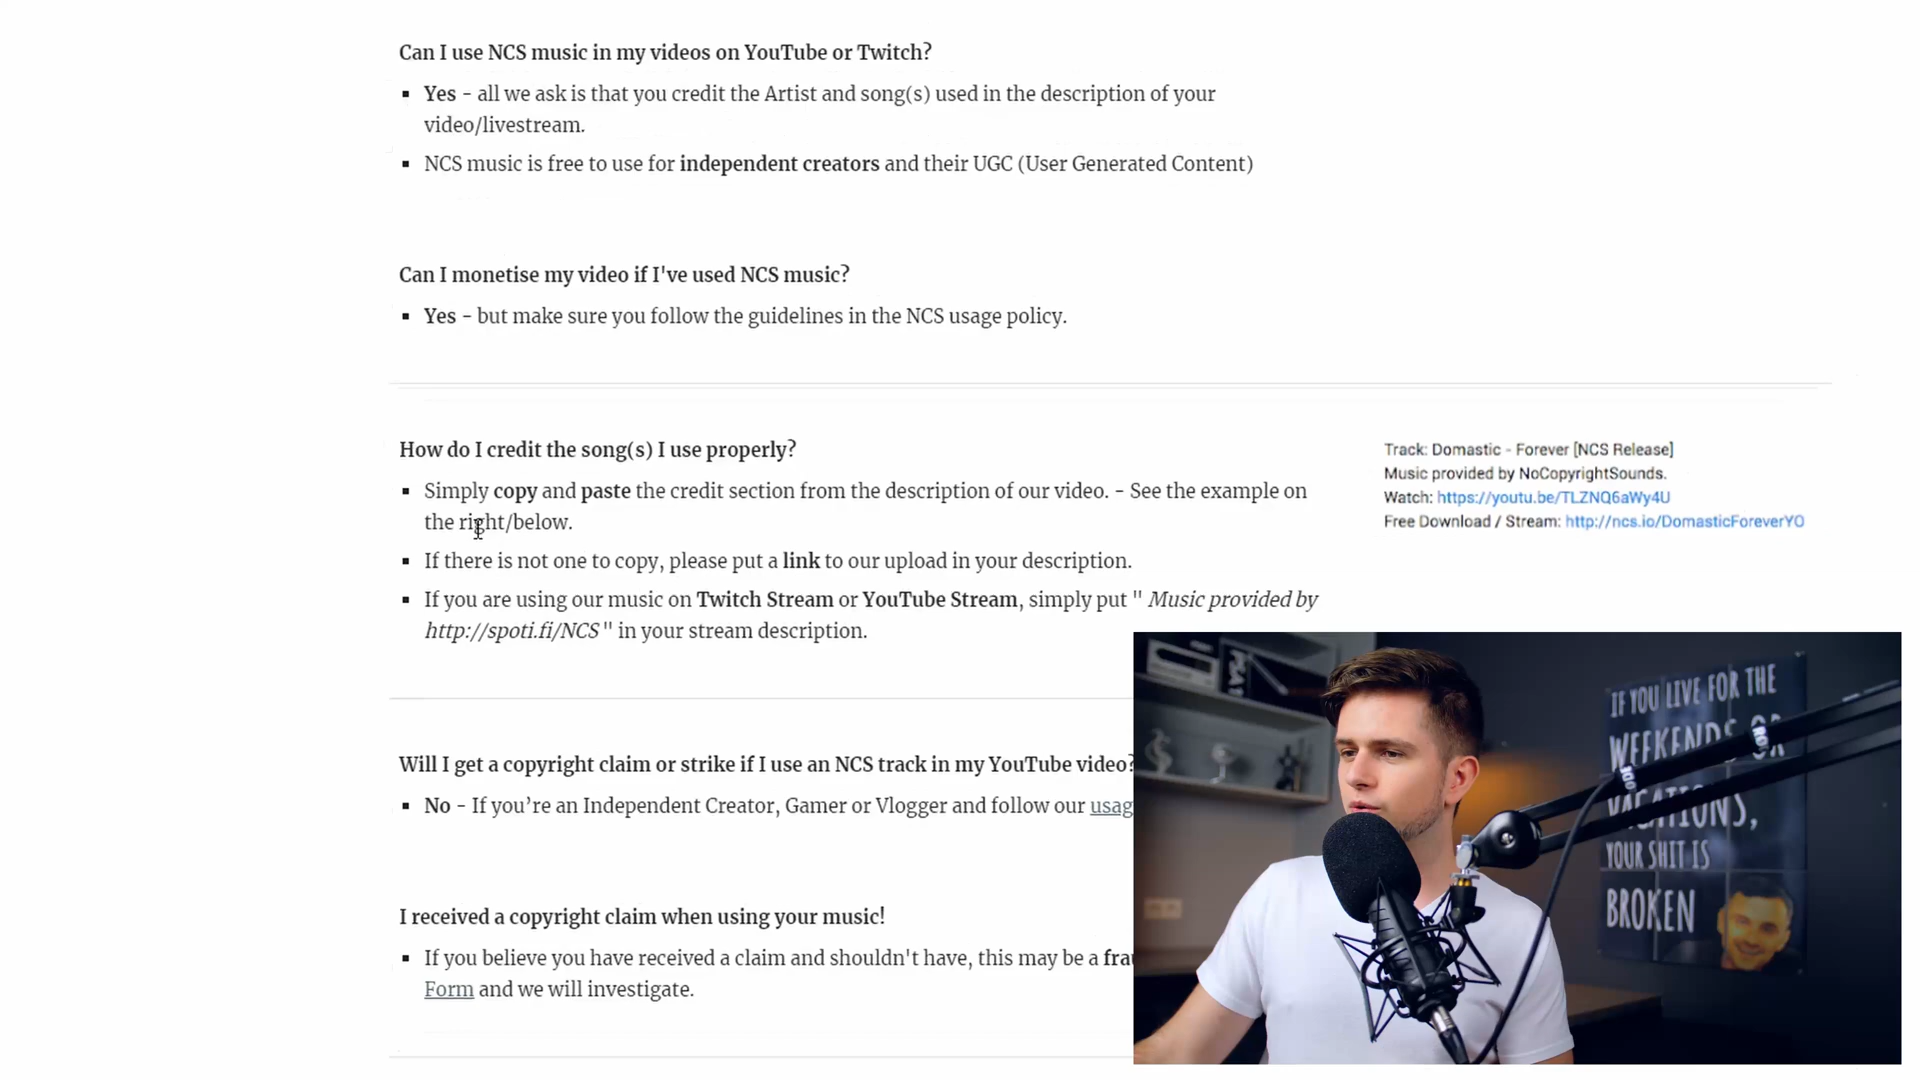 Can I use NCS music in my videos on YouTube or Twitch?
Yes - all we ask is that you credit the Artist and song(s) used in the description of your
video/livestream.
NCS music is free to use for independent creators and their UGC (User Generated Content)
Can I monetise my video if I've used NCS music?
Yes - but make sure you follow the guidelines in the NCS usage policy.
How do I credit the song(s) I use properly?
Simply copy and paste the credit section from the description of our video. - See the example on
the right/below.
If there is not one to copy, please put a link to our upload in your description.
If you are using our music on Twitch Stream or YouTube Stream, simply put " Music provided by
http://spoti.fi/NCS " in your stream description.
Track: Domastic - Forever [NCS Release]
Music provided by NoCopyrightSounds.
Watch: https://youtu.be/TLZNQ6aWy4U
Free Download / Stream: http://ncs.io/DomasticForeverYO
Will I get a copyright claim or strike if I use an NCS track in my YouTube video?
No - If you’re an Independent Creator, Gamer or Vlogger and follow our usag
I received a copyright claim when using your music!
If you believe you have received a claim and shouldn't have, this may be a frau
Form and we will investigate.
IF YOU LIVE FOR THE
WEEKENDS OR
VACATIONS,
YOUR SHIT IS
BROKEN